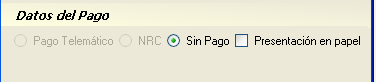 Datos del Pago
Pago Telemático NRC Sin Pago Presentación en papel